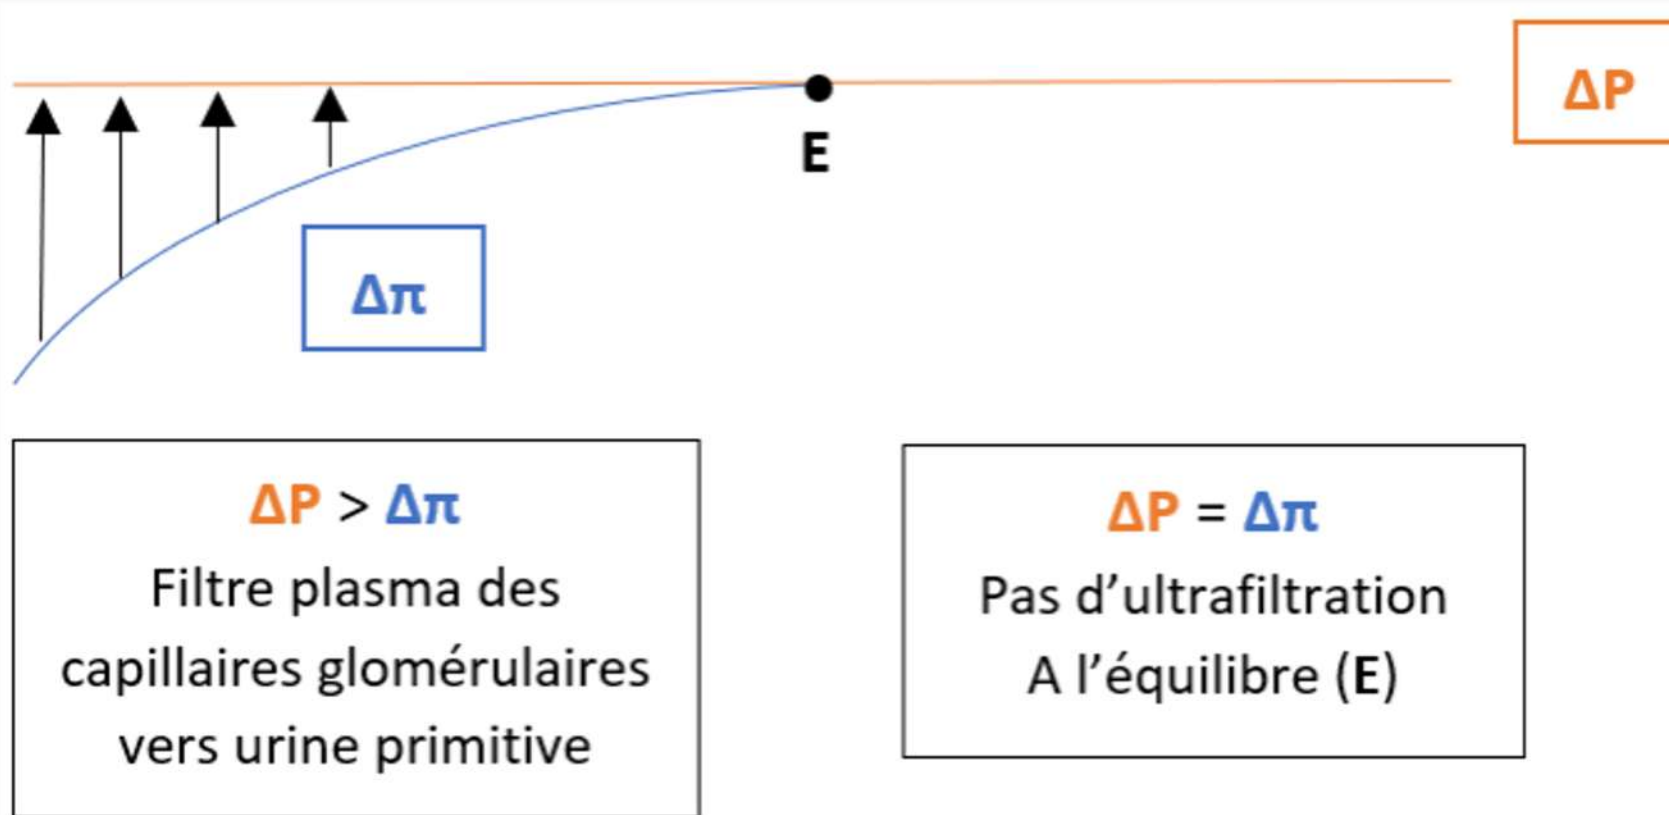 ΔP
E
Δπ
ΔP > Δπ
Filtre plasma des
capillaires glomérulaires
vers urine primitive
ΔP = Δπ
Pas d’ultrafiltration
A l’équilibre (E)